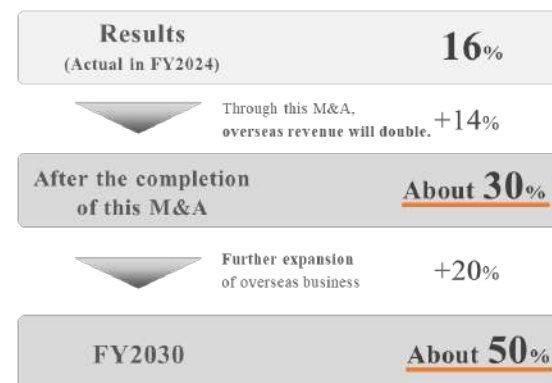 Results
(Actual in FY2024)
16%
Through this M&A,
overseas revenue will double.
+14%
After the completion
of this M&A
About 30%
Further expansion
of overseas business
+20%
FY2030
About 50%